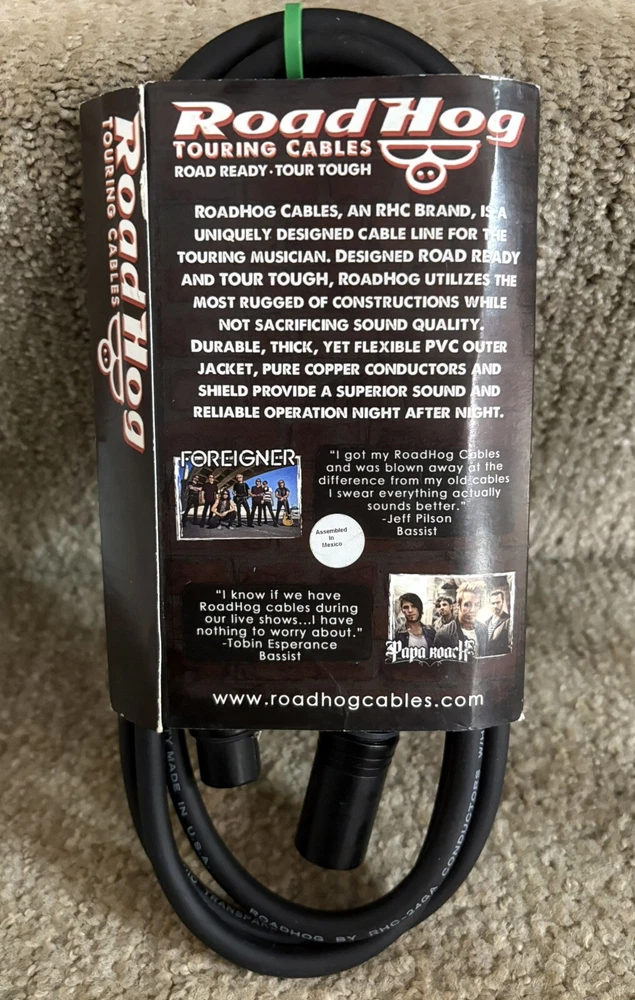 RoadHog
TOURING CABLES
ROAD READY · TOUR TOUGH
RoadHog
TOURING CABLES
ROADHOG CABLES, AN RHC BRAND, IS A
UNIQUELY DESIGNED CABLE LINE FOR THE
TOURING MUSICIAN. DESIGNED ROAD READY
AND TOUR TOUGH, ROADHOG UTILIZES THE
MOST RUGGED OF CONSTRUCTIONS WHILE
NOT SACRIFICING SOUND QUALITY.
DURABLE, THICK, YET FLEXIBLE PVC OUTER
JACKET, PURE COPPER CONDUCTORS AND
SHIELD PROVIDE A SUPERIOR SOUND AND
RELIABLE OPERATION NIGHT AFTER NIGHT.
FOREIGNER
"I got my RoadHog Cables
and was blown away at the
difference from my old cables
I swear everything actually
sounds better."
-Jeff Pilson
Bassist
Assembled
in
Mexico
"I know if we have
RoadHog cables during
our live shows...I have
nothing to worry about."
-Tobin Esperance
Bassist
Papa Roach
www.roadhogcables.com
TY MADE IN U.S.A.
ROADHOG BY RHC-24GA CONDUCTORS W/H